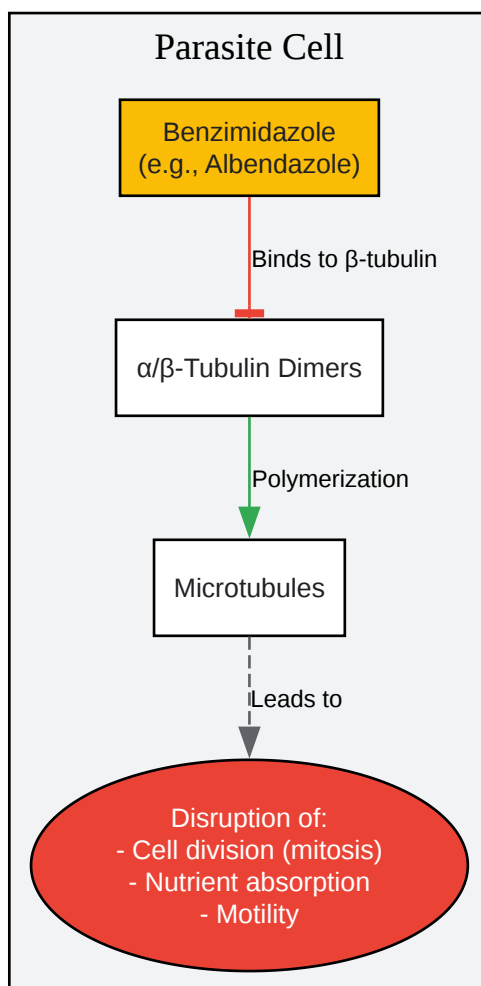 Parasite Cell
Benzimidazole
(e.g., Albendazole)
Binds to β-tubulin
α/β-Tubulin Dimers
Polymerization
Microtubules
Leads to
Disruption of:
- Cell division (mitosis)
- Nutrient absorption
- Motility